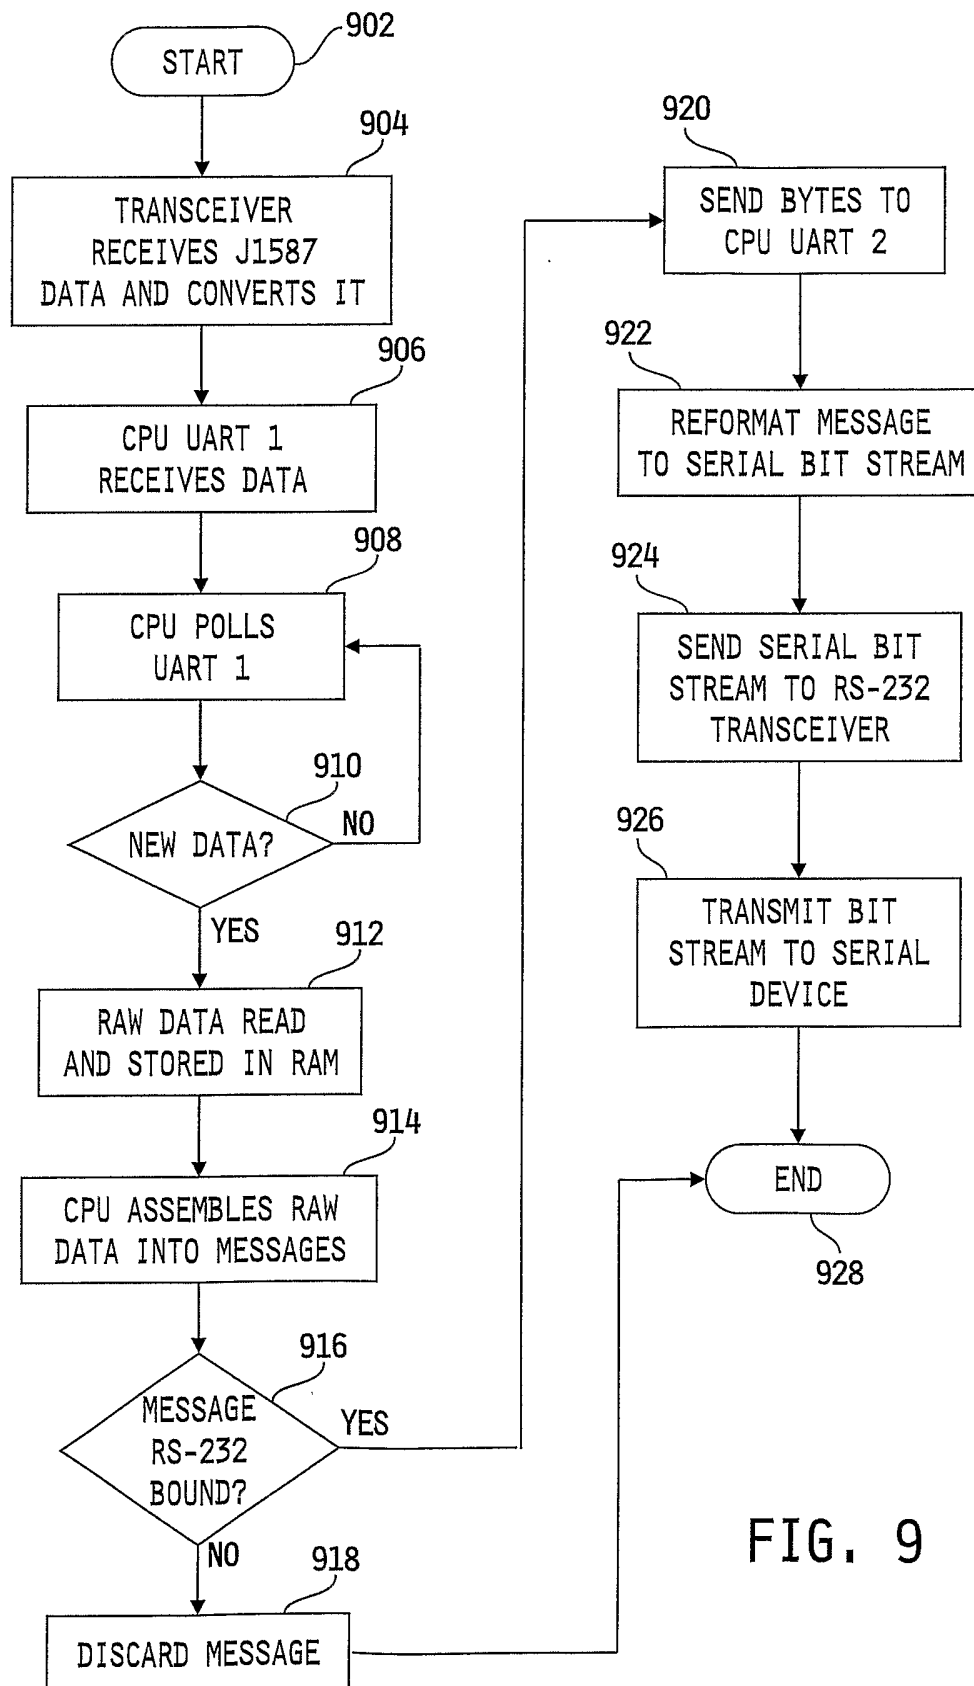 902
START
904
TRANSCEIVER
RECEIVES J1587
DATA AND CONVERTS IT
906
CPU UART 1
RECEIVES DATA
908
CPU POLLS
UART 1
910
NEW DATA?
NO
YES
912
RAW DATA READ
AND STORED IN RAM
914
CPU ASSEMBLES RAW
DATA INTO MESSAGES
916
MESSAGE
RS-232
BOUND?
YES
NO
918
DISCARD MESSAGE
920
SEND BYTES TO
CPU UART 2
922
REFORMAT MESSAGE
TO SERIAL BIT STREAM
924
SEND SERIAL BIT
STREAM TO RS-232
TRANSCEIVER
926
TRANSMIT BIT
STREAM TO SERIAL
DEVICE
END
928
FIG. 9